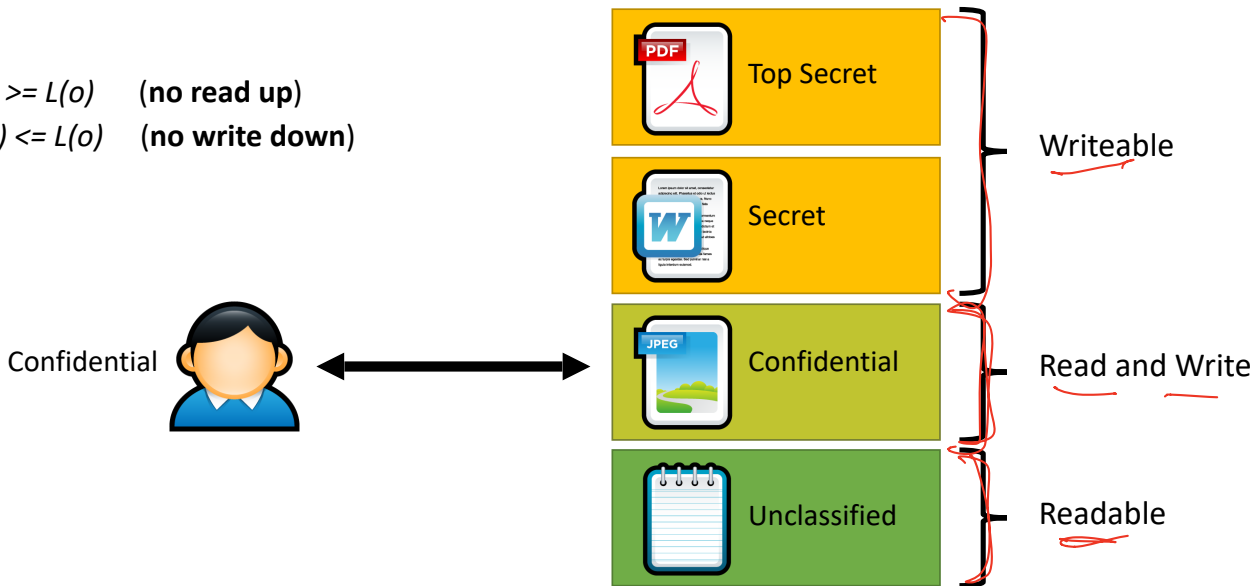 >= L(o) (no read up)
) <= L(o) (no write down)
PDF
Top Secret
Writeable
W
Secret
Confidential
JPEG
Confidential
Read and Write
Unclassified
Readable